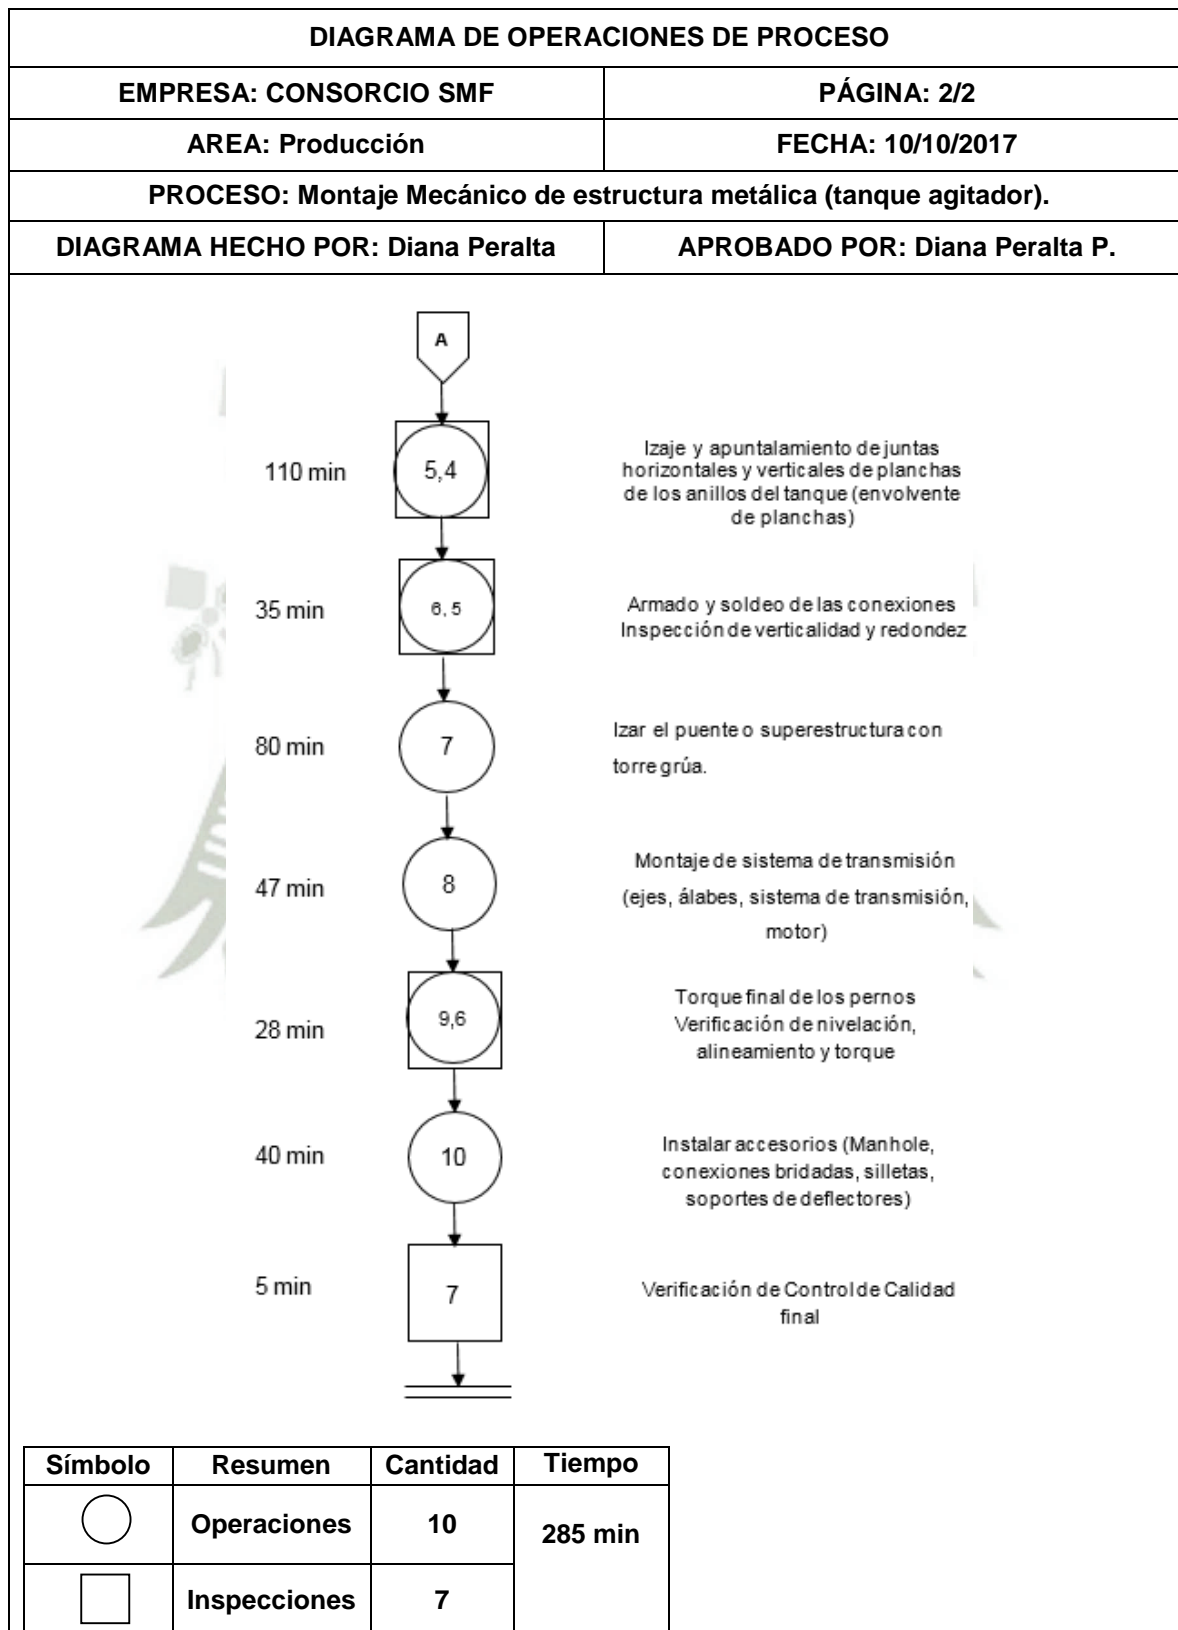 DIAGRAMA DE OPERACIONES DE PROCESO
EMPRESA: CONSORCIO SMF
PÁGINA: 2/2
AREA: Producción
FECHA: 10/10/2017
PROCESO: Montaje Mecánico de estructura metálica (tanque agitador).
DIAGRAMA HECHO POR: Diana Peralta
APROBADO POR: Diana Peralta P.
A
110 min
5,4
Izaje y apuntalamiento de juntas
horizontales y verticales de planchas
de los anillos del tanque (envolvente
de planchas)
35 min
6, 5
Armado y soldeo de las conexiones
Inspección de verticalidad y redondez
80 min
7
Izar el puente o superestructura con
torre grúa.
47 min
8
Montaje de sistema de transmisión
(ejes, álabes, sistema de transmisión,
motor)
28 min
9,6
Torque final de los pernos
Verificación de nivelación,
alineamiento y torque
40 min
10
Instalar accesorios (Manhole,
conexiones bridadas, silletas,
soportes de deflectores)
5 min
7
Verificación de Control de Calidad
final
Símbolo Resumen Cantidad Tiempo
Operaciones 10 285 min
Inspecciones 7